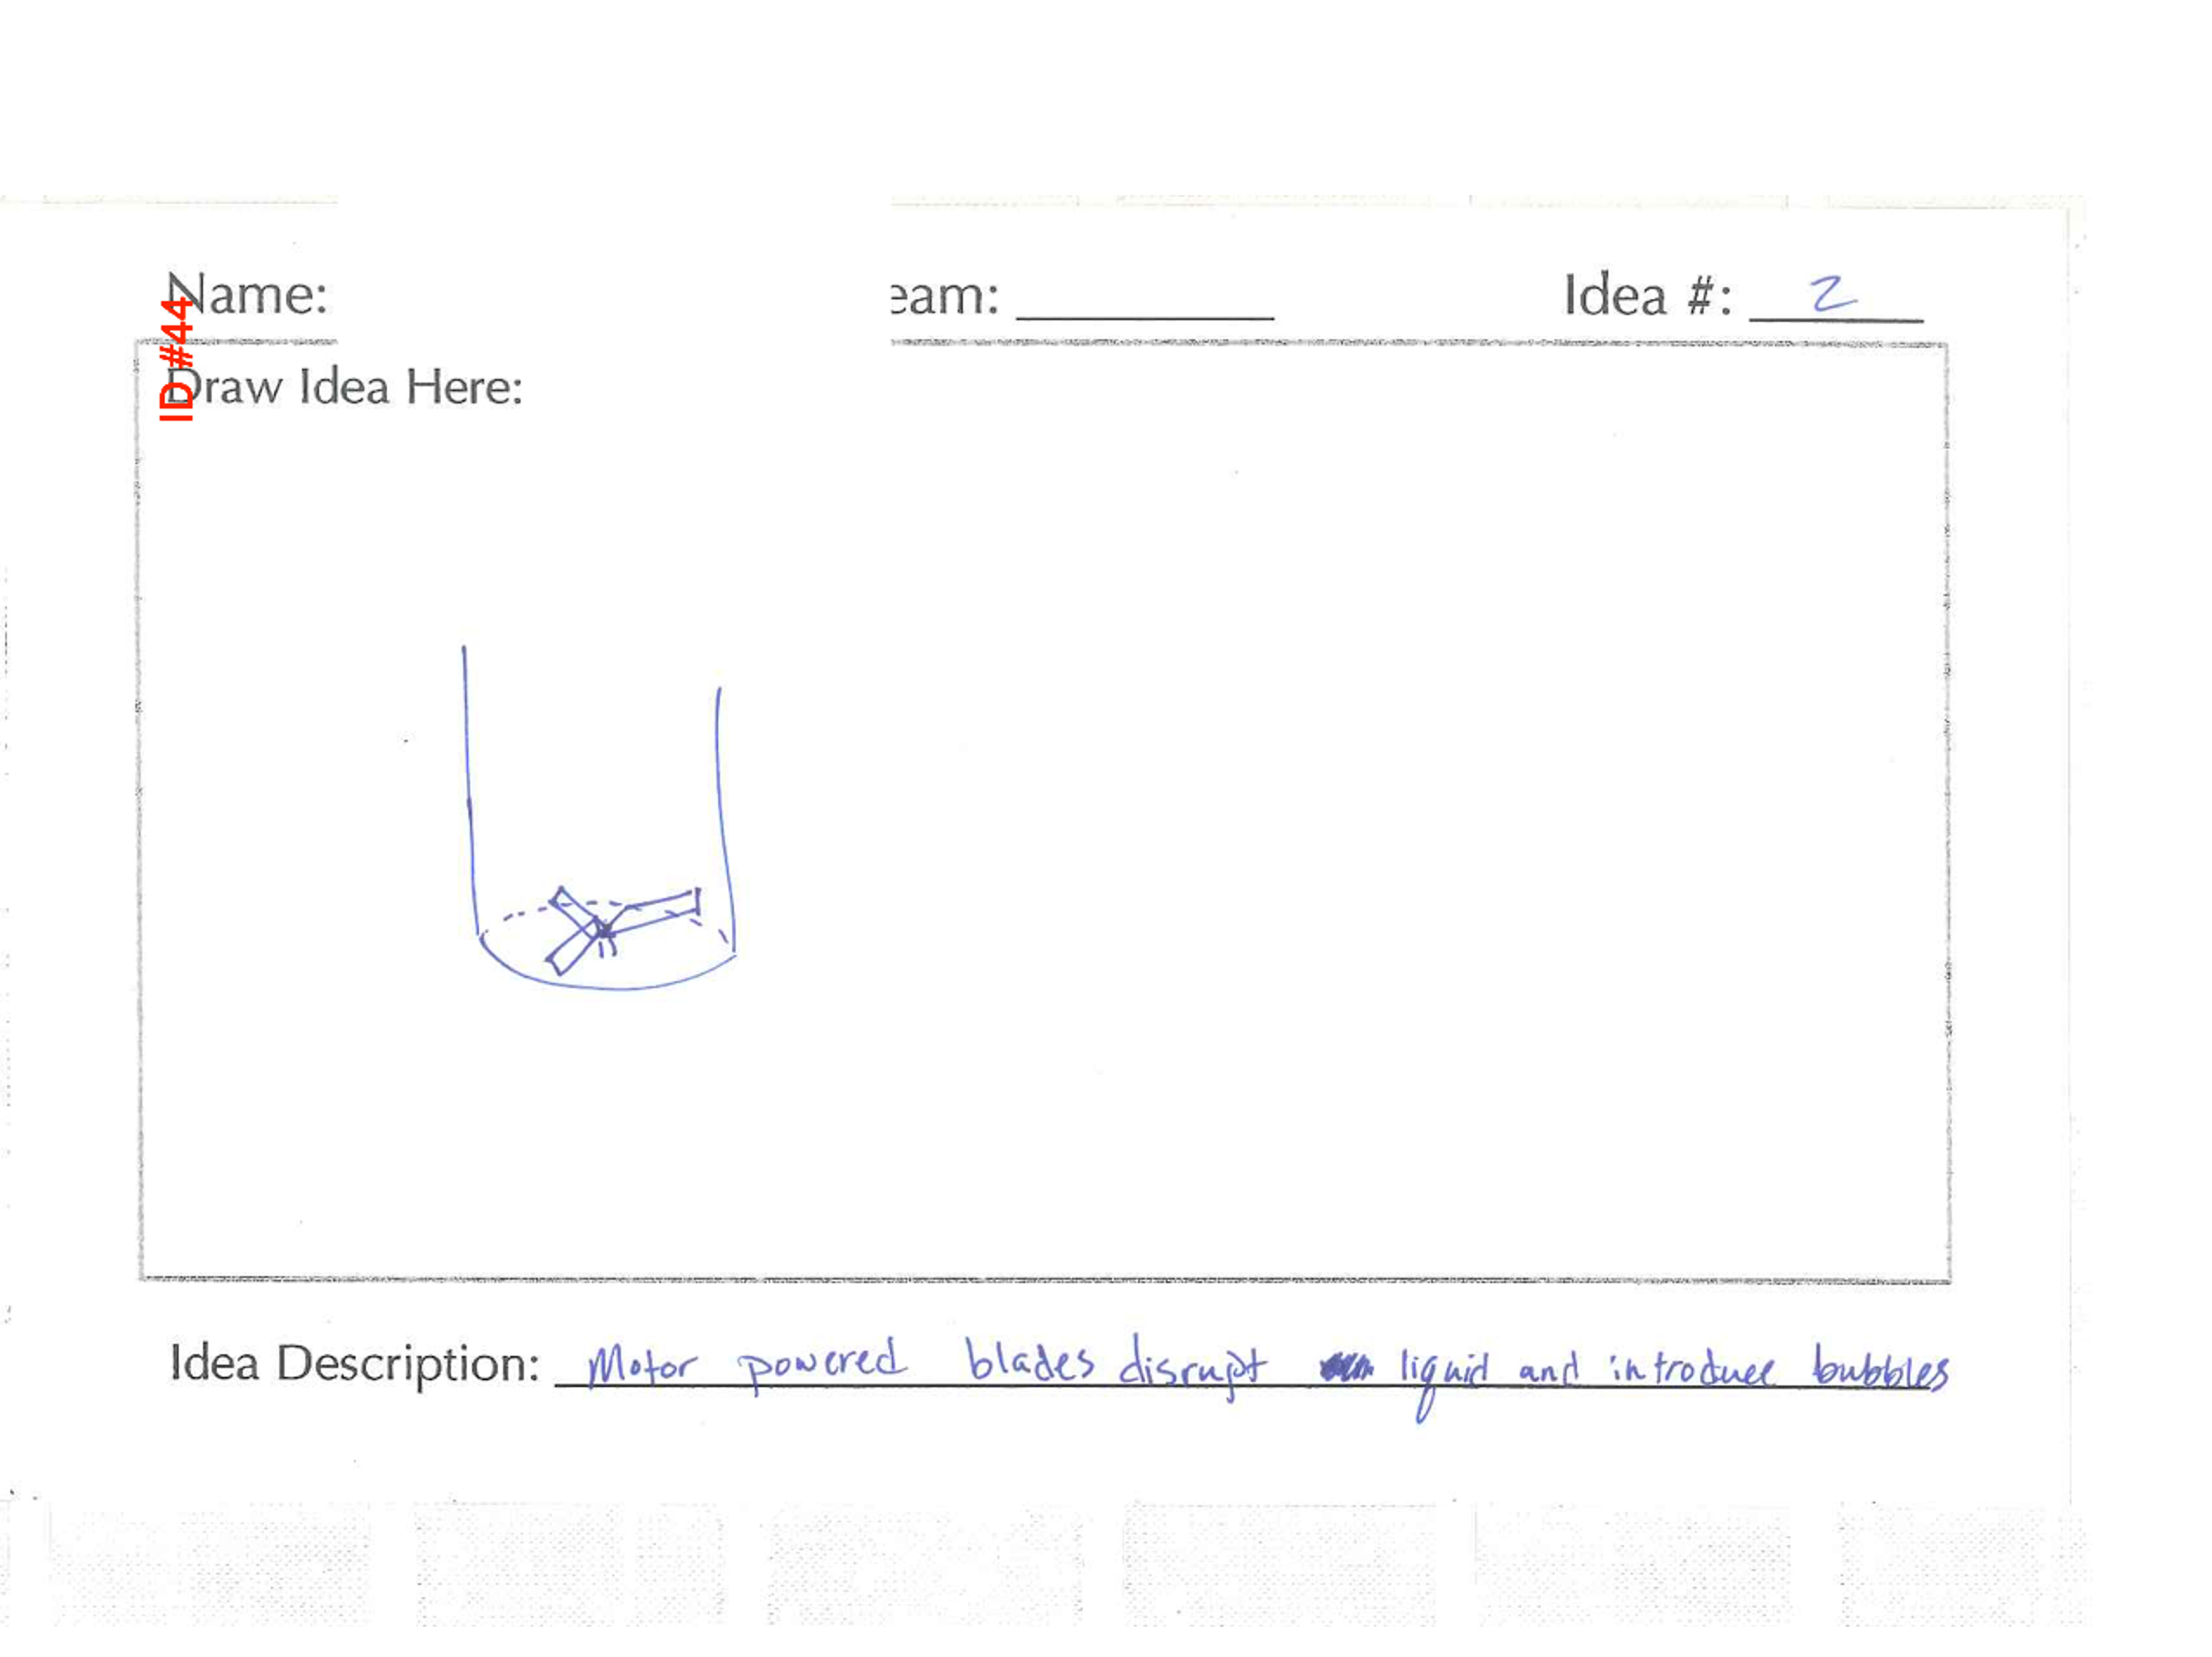 Name: eam: Idea #: 2
ID#44
Draw Idea Here:
Idea Description: Motor powered blades disrupt liquid and introduce bubbles